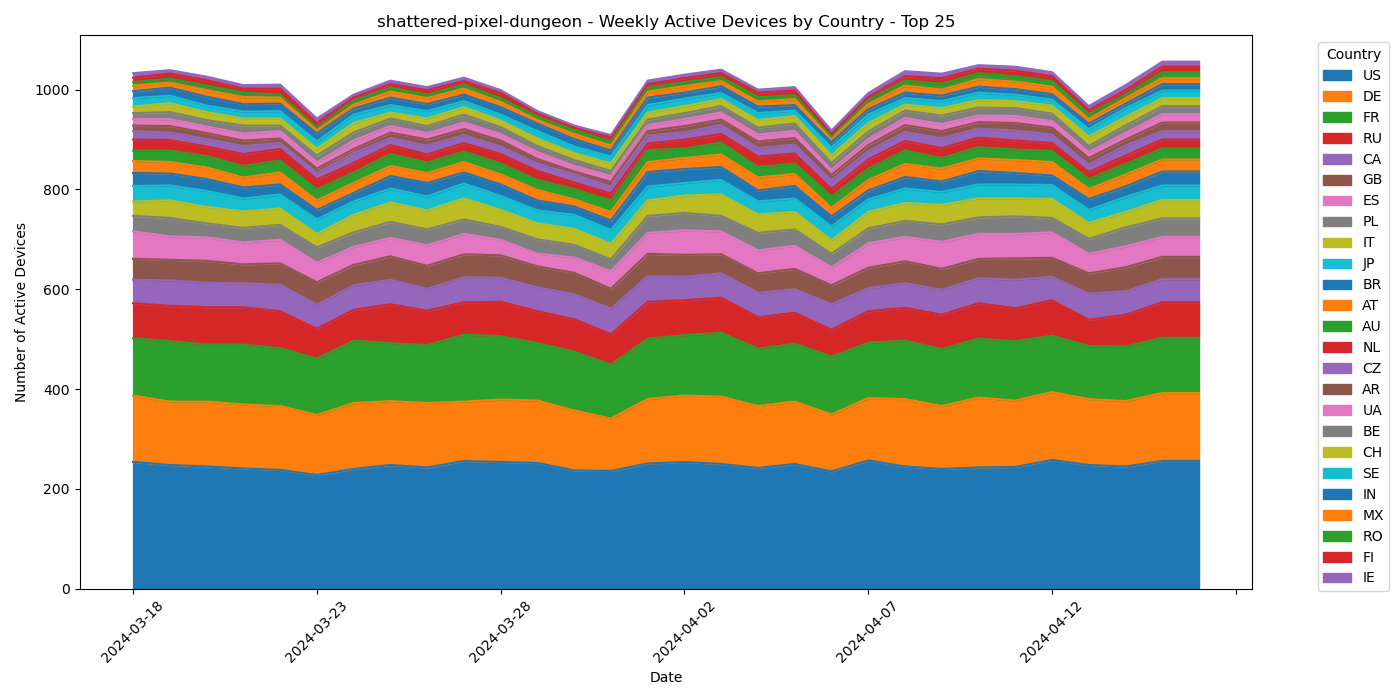 shattered-pixel-dungeon - Weekly Active Devices by Country - Top 25
Number of Active Devices
1000
800
600
400
200
0
2024-03-18
2024-03-23
2024-03-28
2024-04-02
2024-04-07
2024-04-12
Date
Country
US
DE
FR
RU
CA
GB
ES
PL
IT
JP
BR
AT
AU
NL
CZ
AR
UA
BE
CH
SE
IN
MX
RO
FI
IE